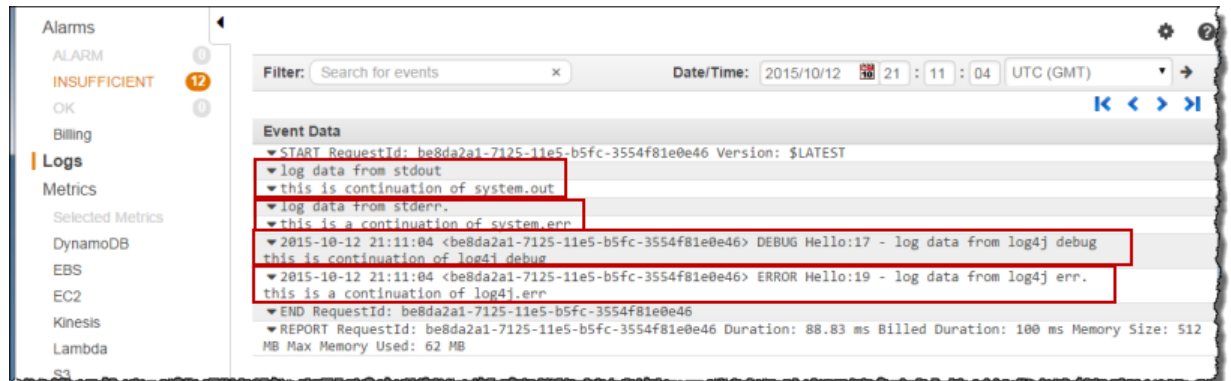 Alarms
ALARM 0
INSUFFICIENT 12
OK 0
Billing
Logs
Metrics
Selected Metrics
DynamoDB
EBS
EC2
Kinesis
Lambda
S3
Filter: Search for events × Date/Time: 2015/10/12 10 21 : 11 : 04 UTC (GMT)
Event Data
START RequestId: be8da2a1-7125-11e5-b5fc-3554f81e0e46 Version: $LATEST
log data from stdout
this is continuation of system.out
log data from stderr.
this is a continuation of system.err
2015-10-12 21:11:04 <be8da2a1-7125-11e5-b5fc-3554f81e0e46> DEBUG Hello:17 - log data from log4j debug
this is continuation of log4j debug
2015-10-12 21:11:04 <be8da2a1-7125-11e5-b5fc-3554f81e0e46> ERROR Hello:19 - log data from log4j err.
this is a continuation of log4j.err
END RequestId: be8da2a1-7125-11e5-b5fc-3554f81e0e46
REPORT RequestId: be8da2a1-7125-11e5-b5fc-3554f81e0e46 Duration: 88.83 ms Billed Duration: 100 ms Memory Size: 512
MB Max Memory Used: 62 MB